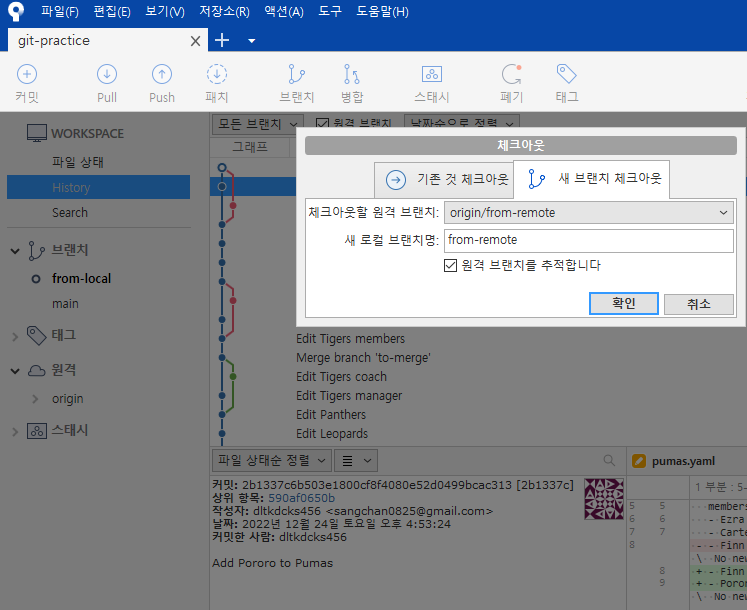 파일(F) 편집(E) 보기(V) 저장소(R) 액션(A) 도구 도움말(H)
git-practice
커밋 Pull Push 패치 브랜치 병합 스태시 폐기 태그
WORKSPACE
파일 상태
History
Search
브랜치
from-local
main
태그
원격
origin
스태시
모든 브랜치 원격 브랜치 날짜순으로 정렬
그래프
체크아웃
기존 것 체크아웃 새 브랜치 체크아웃
체크아웃할 원격 브랜치: origin/from-remote
새 로컬 브랜치명: from-remote
원격 브랜치를 추적합니다
확인 취소
Edit Tigers members
Merge branch 'to-merge'
Edit Tigers coach
Edit Tigers manager
Edit Panthers
Edit Leopards
파일 상태순 정렬
커밋: 2b1337c6b503e1800cf8f4080e52d0499bcac313 [2b1337c]
상위 항목: 590af0650b
작성자: dltkdcks456 <sangchan0825@gmail.com>
날짜: 2022년 12월 24일 토요일 오후 4:53:24
커밋한 사람: dltkdcks456
Add Pororo to Pumas
pumas.yaml
1 부분 : 5-
members
5 5 - Ezra
6 6 - Carte
7 7 - Finn
8 \ No new
8 + - Finn
9 + - Poror
\ No new